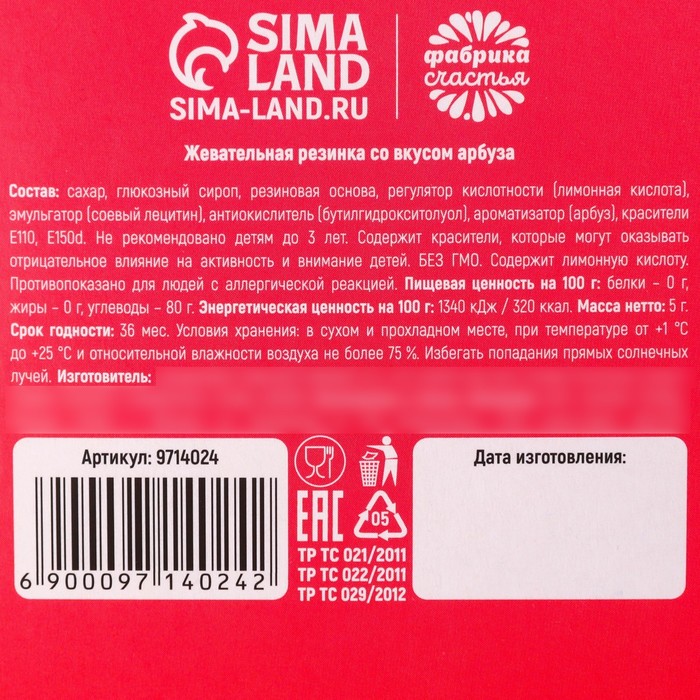 SIMA
LAND
SIMA-LAND.RU
фабрика
счастья
Жевательная резинка со вкусом арбуза
Состав: сахар, глюкозный сироп, резиновая основа, регулятор кислотности (лимонная кислота),
эмульгатор (соевый лецитин), антиокислитель (бутилгидрокситолуол), ароматизатор (арбуз), красители
Е110, Е150d. Не рекомендовано детям до 3 лет. Содержит красители, которые могут оказывать
отрицательное влияние на активность и внимание детей. БЕЗ ГМО. Содержит лимонную кислоту.
Противопоказано для людей с аллергической реакцией. Пищевая ценность на 100 г: белки – 0 г,
жиры – 0 г, углеводы – 80 г. Энергетическая ценность на 100 г: 1340 кДж / 320 ккал. Масса нетто: 5 г.
Срок годности: 36 мес. Условия хранения: в сухом и прохладном месте, при температуре от +1 °C
до +25 °C и относительной влажности воздуха не более 75 %. Избегать попадания прямых солнечных
лучей. Изготовитель:
Артикул: 9714024
6 900097 140242
EAC
05
ТР ТС 021/2011
ТР ТС 022/2011
ТР ТС 029/2012
Дата изготовления: